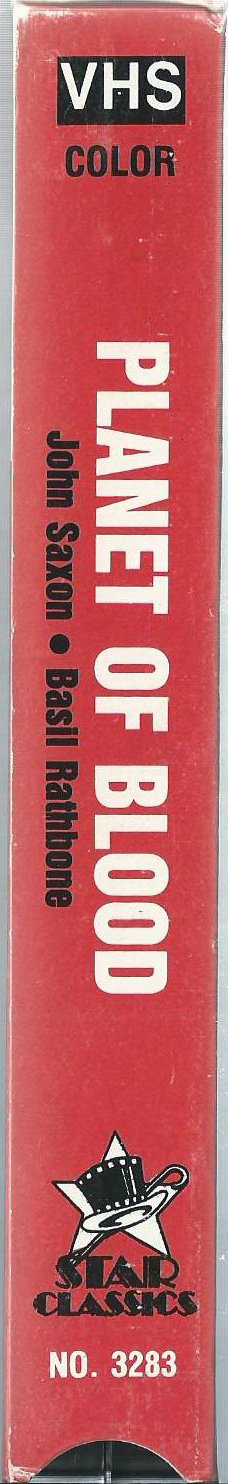 VHS
COLOR
PLANET OF BLOOD
John Saxon • Basil Rathbone
STAR
CLASSICS
NO. 3283